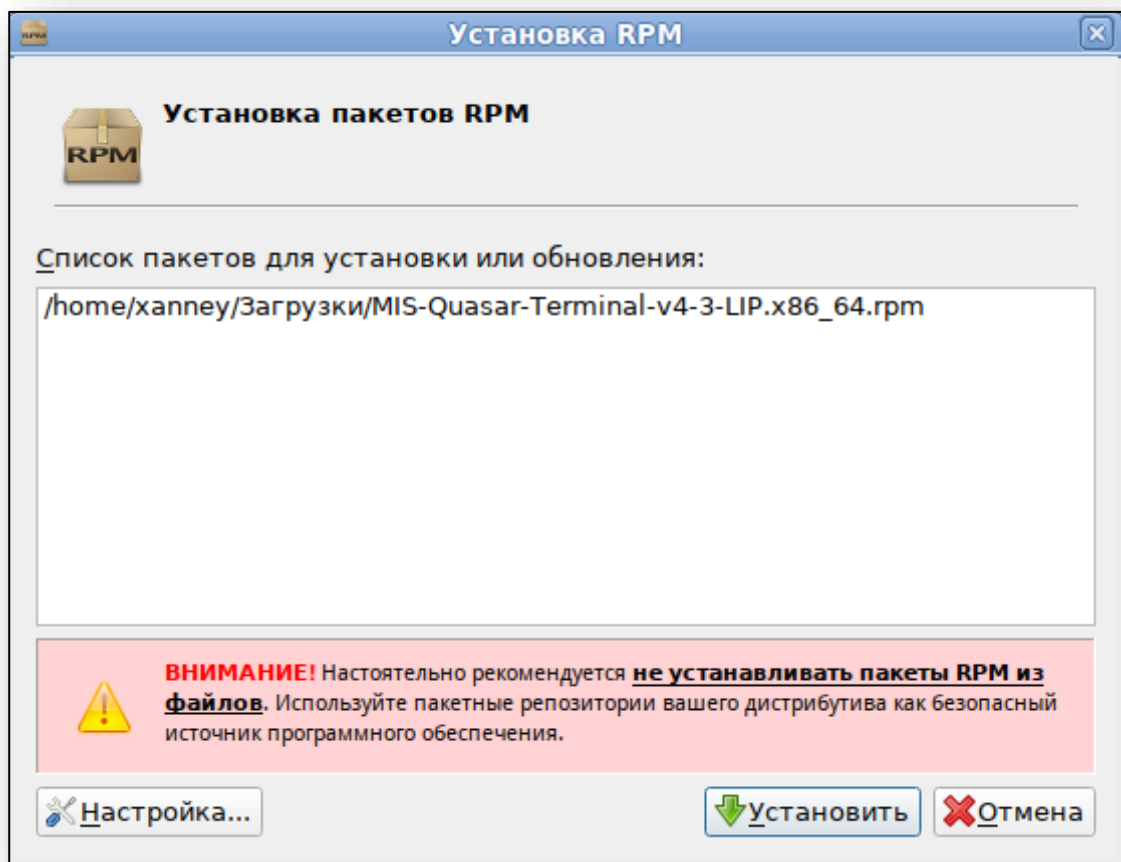 Установка RPM
Установка пакетов RPM
RPM
Список пакетов для установки или обновления:
/home/xanney/Загрузки/MIS-Quasar-Terminal-v4-3-LIP.x86_64.rpm
ВНИМАНИЕ! Настоятельно рекомендуется не устанавливать пакеты RPM из
файлов. Используйте пакетные репозитории вашего дистрибутива как безопасный
источник программного обеспечения.
Настройка...
Установить
Отмена